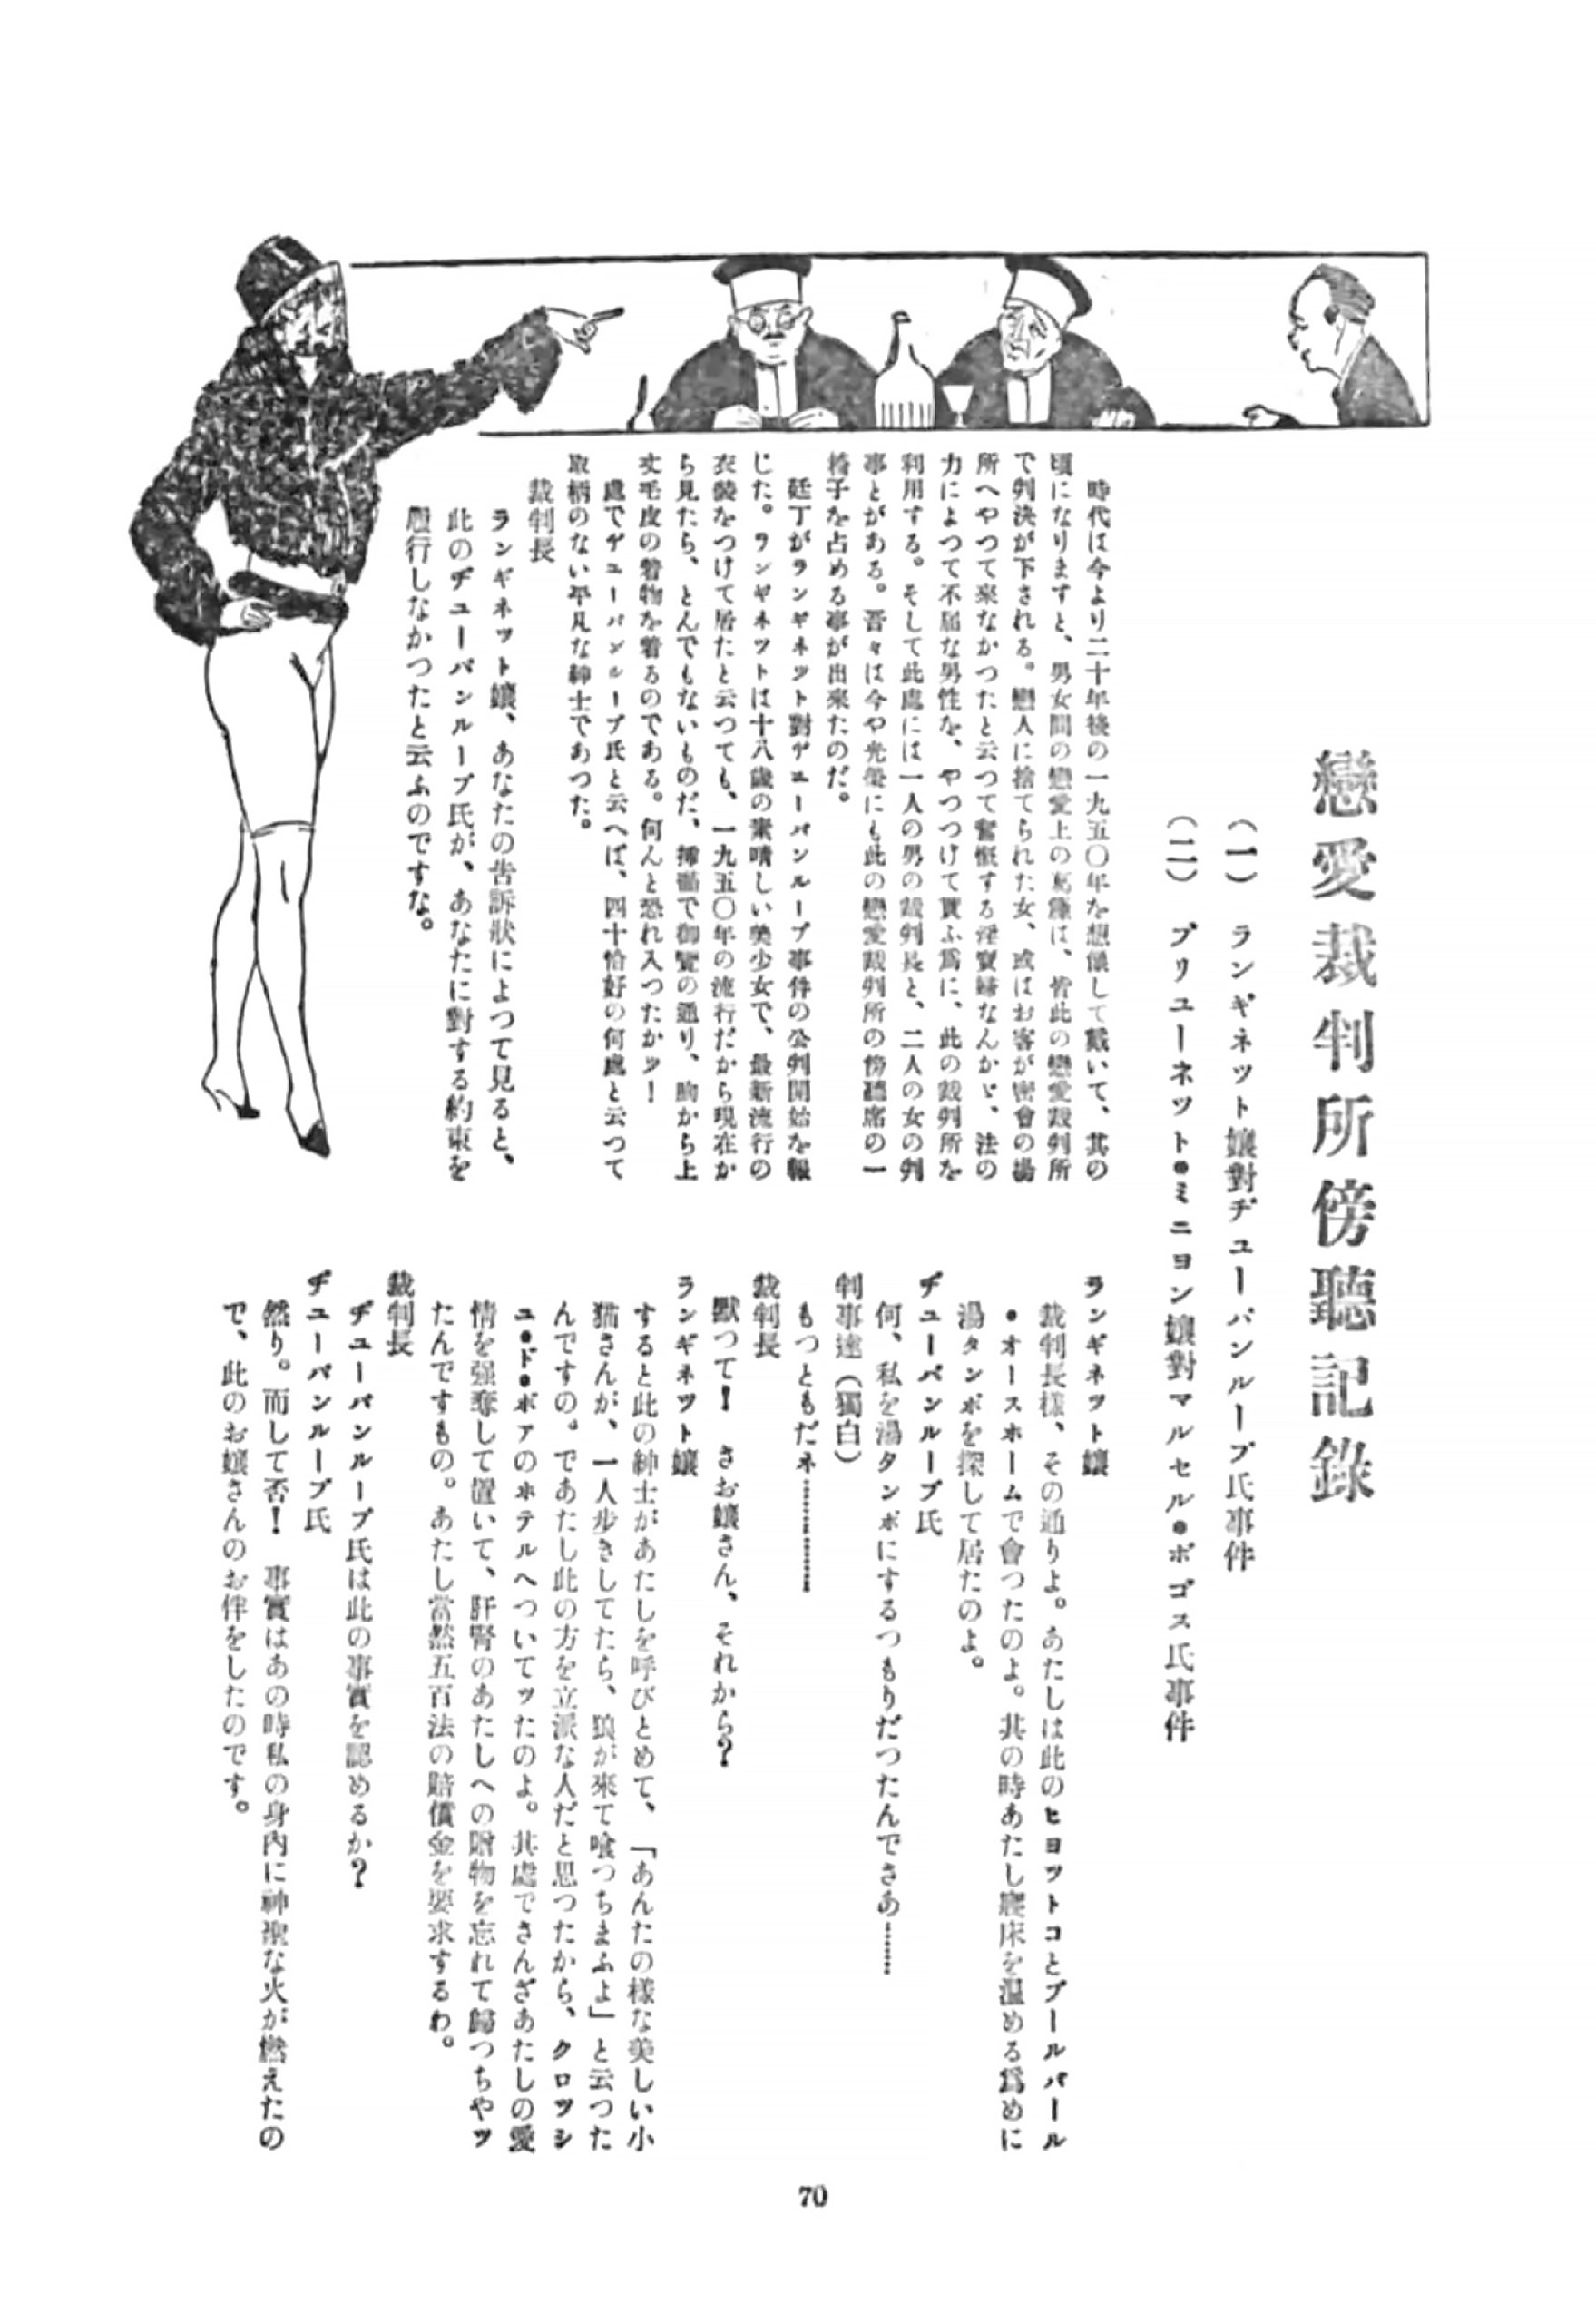 戀愛裁判所傍聽記錄
(一) ランギネット孃對ヂユーパンルーブ氏事件
(二) ブリユーネツト•ミニヨン孃對マルセル•ボゴス氏事件
時代は今より二十年後の一九五〇年を想像して戴いて、其の
頃になりますと、男女間の戀愛上の葛藤は、皆此の戀愛裁判所
で判決が下される。戀人に捨てられた女、或はお客が密會の場
所へやつて來なかつたと云つて奮慨する淫賣婦なんかゞ、法の
力によつて不屆な男性を、やつつけて貰ふ爲に、此の裁判所を
利用する。そして此處には一人の男の裁判長と、二人の女の判
事とがある。吾々は今や光榮にも此の戀愛裁判所の傍聽席の一
椅子を占める事が出來たのだ。
廷丁がランギネット對ヂユーパンルーブ事件の公判開始を報
じた。ランギネツトは十八歲の素晴しい美少女で、最新流行の
衣裝をつけて居たと云つても、一九五〇年の流行だから現在か
ら見たら、とんでもないものだ、揷畫で御覽の通り、胸から上
丈毛皮の着物を着るのである。何んと恐れ入つたかッ!
處でヂユーパンルーブ氏と云へば、四十恰好の何處と云つて
取柄のない平凡な紳士であつた。
裁判長
ランギネット孃、あなたの吿訴狀によつて見ると、
此のヂユーパンルーブ氏が、あなたに對する約束を
履行しなかつたと云ふのですな。
ランギネツト孃
裁判長樣、その通りよ。あたしは此のヒヨツトコとブールバール
•オースホームで會つたのよ。其の時あたし寢床を溫める爲めに
湯タンポを探して居たのよ。
ヂユーパンルーブ氏
何、私を湯タンポにするつもりだつたんでさあ……
判事達(獨白)
もつともだネ…………
裁判長
默つて! さお孃さん、それから?
ランギネツト孃
すると此の紳士があたしを呼びとめて、「あんたの樣な美しい小
猫さんが、一人步きしてたら、狼が來て喰つちまふよ」と云つた
んですの。であたし此の方を立派な人だと思つたから、クロツシ
ユ•ド•ボアのホテルへついてッたのよ。其處でさんざあたしの愛
情を强奪して置いて、肝腎のあたしへの贈物を忘れて歸つちやッ
たんですもの。あたし當然五百法の賠償金を要求するわ。
裁判長
ヂユーパンルーブ氏は此の事實を認めるか?
ヂユーパンルーブ氏
然り。而して否! 事實はあの時私の身內に神聖な火が燃えたの
で、此のお孃さんのお伴をしたのです。
70